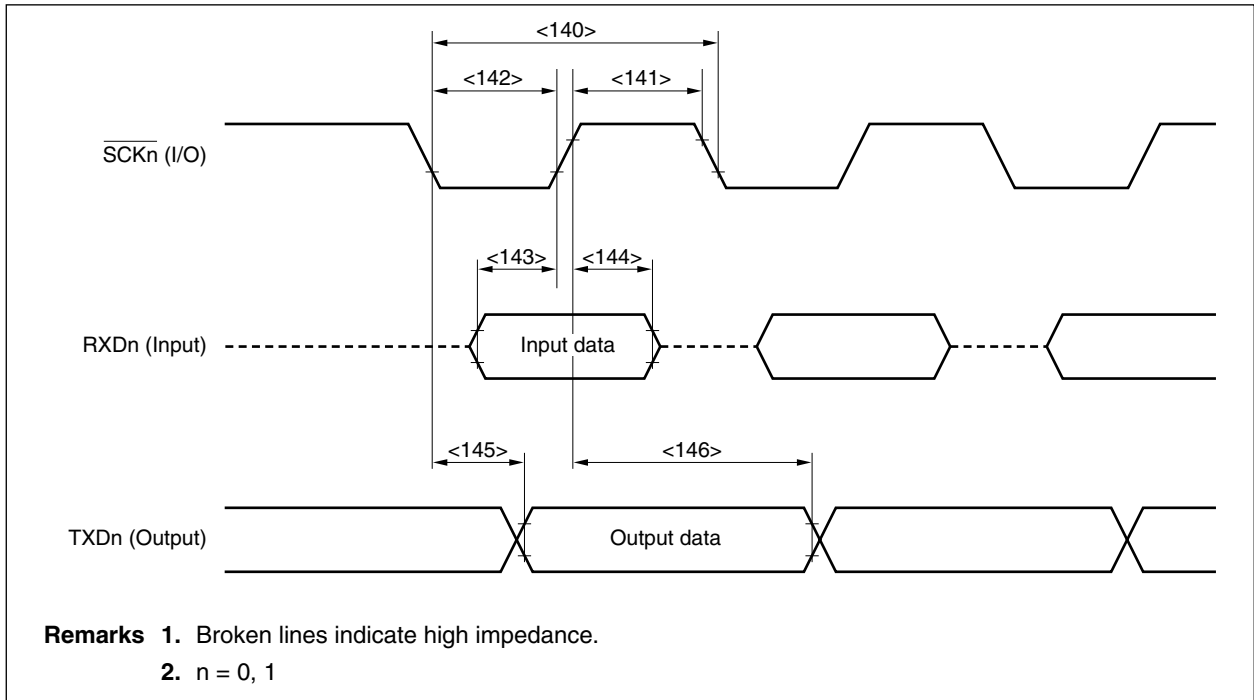 <140>
<142> <141>
SCKn (I/O)
<143> <144>
RXDn (Input) Input data
<145> <146>
TXDn (Output) Output data
Remarks 1. Broken lines indicate high impedance.
2. n = 0, 1